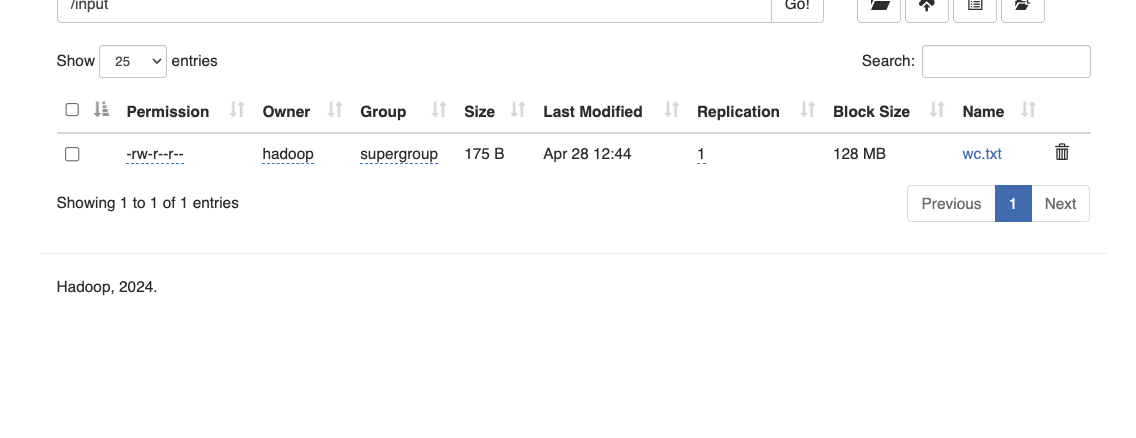 /input Go!
Show 25 entries Search:
Permission Owner Group Size Last Modified Replication Block Size Name
-rw-r--r-- hadoop supergroup 175 B Apr 28 12:44 1 128 MB wc.txt
Showing 1 to 1 of 1 entries Previous 1 Next
Hadoop, 2024.